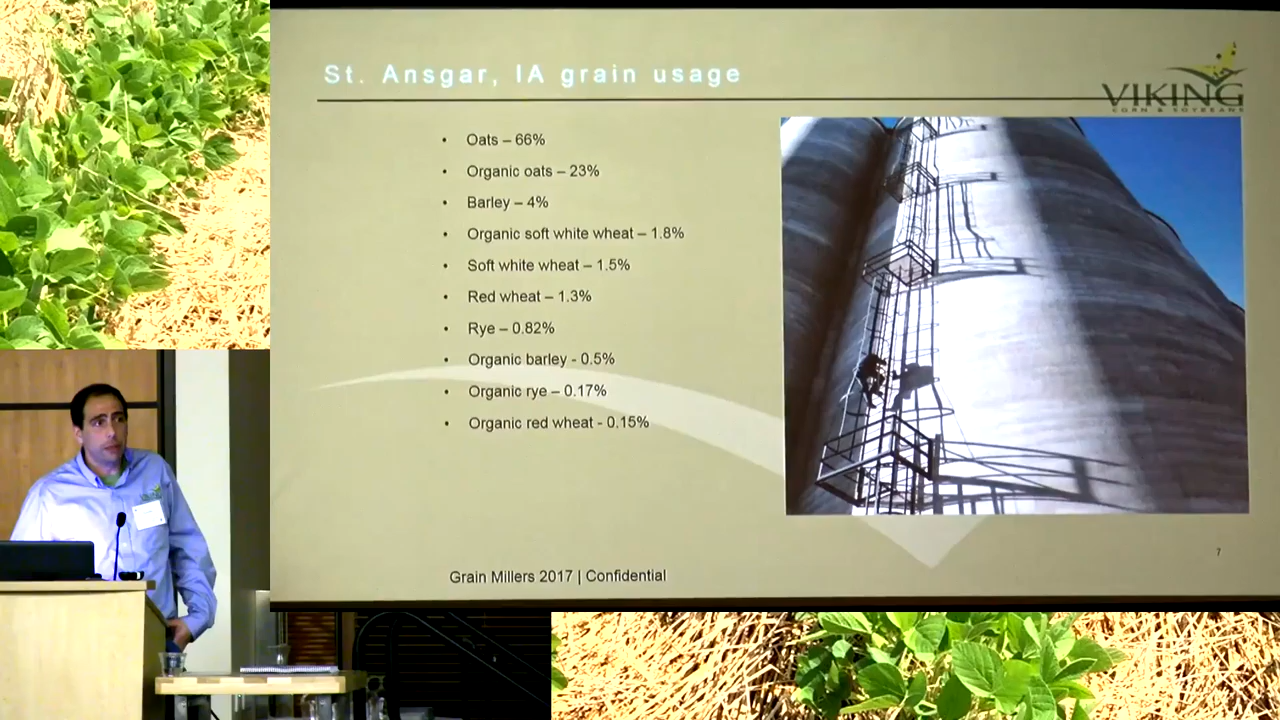 St. Ansgar, IA grain usage
VIKING
CORN & SOYBEANS
• Oats – 66%
• Organic oats – 23%
• Barley – 4%
• Organic soft white wheat – 1.8%
• Soft white wheat – 1.5%
• Red wheat – 1.3%
• Rye – 0.82%
• Organic barley - 0.5%
• Organic rye – 0.17%
• Organic red wheat - 0.15%
7
Grain Millers 2017 | Confidential